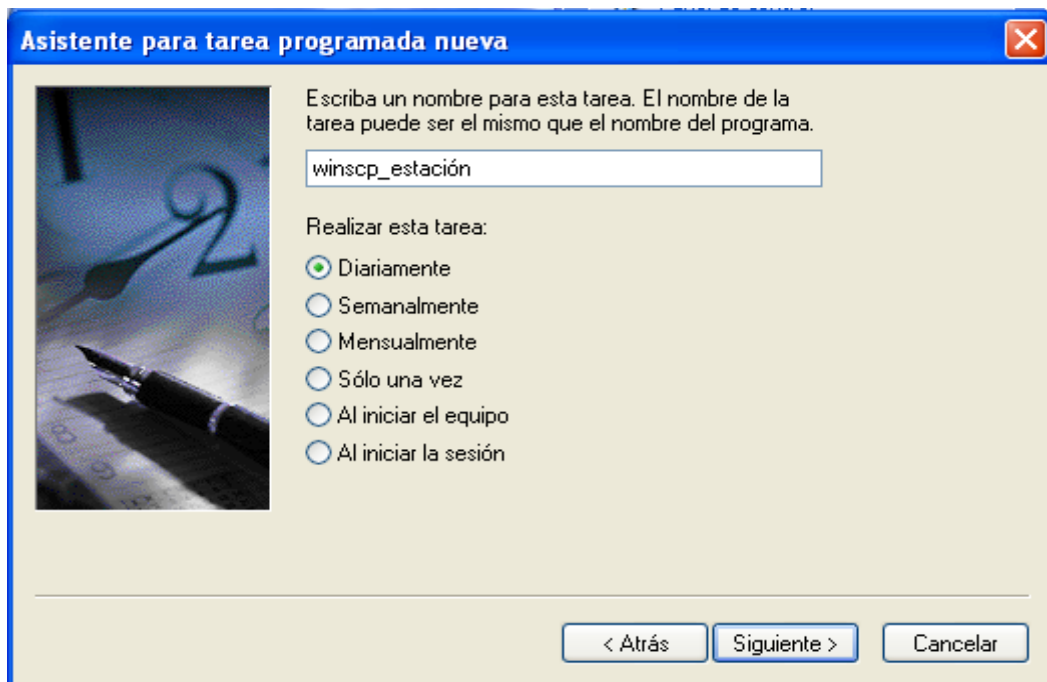 Asistente para tarea programada nueva
Escriba un nombre para esta tarea. El nombre de la
tarea puede ser el mismo que el nombre del programa.
winscp_estación
Realizar esta tarea:
Diariamente
Semanalmente
Mensualmente
Sólo una vez
Al iniciar el equipo
Al iniciar la sesión
< Atrás
Siguiente >
Cancelar